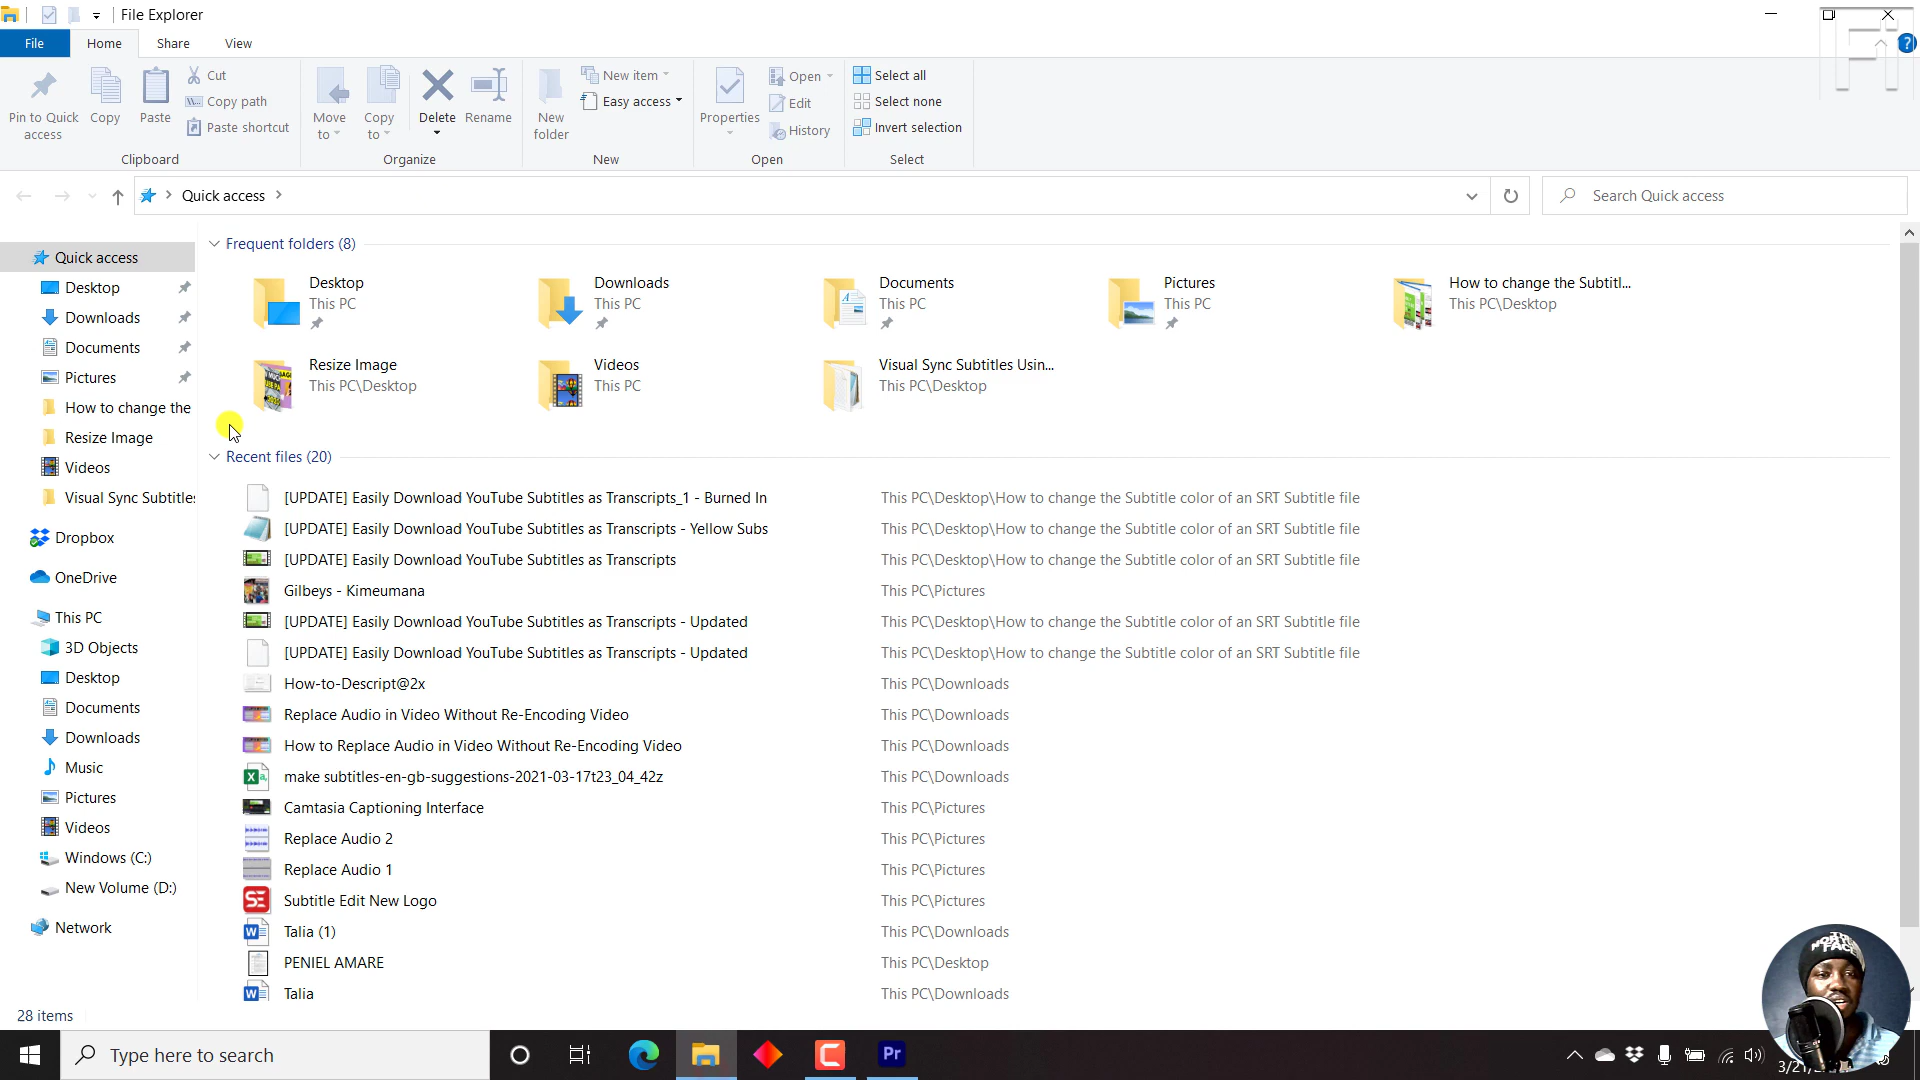 File Explorer
File Home Share View
Pin to Quick access
Copy
Paste
Cut
Copy path
Paste shortcut
Clipboard
Move to
Copy to
Delete
Rename
Organize
New folder
New item
Easy access
New
Properties
Open
Edit
History
Open
Select all
Select none
Invert selection
Select
Quick access
Search Quick access
Quick access
Desktop
Downloads
Documents
Pictures
How to change the
Resize Image
Videos
Visual Sync Subtitles
Dropbox
OneDrive
This PC
3D Objects
Desktop
Documents
Downloads
Music
Pictures
Videos
Windows (C:)
New Volume (D:)
Network
Frequent folders (8)
Desktop
This PC
Downloads
This PC
Documents
This PC
Pictures
This PC
How to change the Subtitl...
This PC\Desktop
Resize Image
This PC\Desktop
Videos
This PC
Visual Sync Subtitles Usin...
This PC\Desktop
Recent files (20)
[UPDATE] Easily Download YouTube Subtitles as Transcripts_1 - Burned In This PC\Desktop\How to change the Subtitle color of an SRT Subtitle file
[UPDATE] Easily Download YouTube Subtitles as Transcripts - Yellow Subs This PC\Desktop\How to change the Subtitle color of an SRT Subtitle file
[UPDATE] Easily Download YouTube Subtitles as Transcripts This PC\Desktop\How to change the Subtitle color of an SRT Subtitle file
Gilbeys - Kimeumana This PC\Pictures
[UPDATE] Easily Download YouTube Subtitles as Transcripts - Updated This PC\Desktop\How to change the Subtitle color of an SRT Subtitle file
[UPDATE] Easily Download YouTube Subtitles as Transcripts - Updated This PC\Desktop\How to change the Subtitle color of an SRT Subtitle file
How-to-Descript@2x This PC\Downloads
Replace Audio in Video Without Re-Encoding Video This PC\Downloads
How to Replace Audio in Video Without Re-Encoding Video This PC\Downloads
make subtitles-en-gb-suggestions-2021-03-17t23_04_42z This PC\Downloads
Camtasia Captioning Interface This PC\Pictures
Replace Audio 2 This PC\Pictures
Replace Audio 1 This PC\Pictures
SE Subtitle Edit New Logo This PC\Pictures
Talia (1) This PC\Downloads
PENIEL AMARE This PC\Desktop
Talia This PC\Downloads
28 items
Type here to search
Pr
THE NORTH FACE